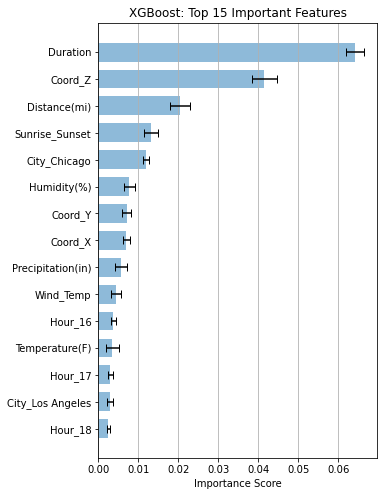 XGBoost: Top 15 Important Features
Duration
Coord_Z
Distance(mi)
Sunrise_Sunset
City_Chicago
Humidity(%)
Coord_Y
Coord_X
Precipitation(in)
Wind_Temp
Hour_16
Temperature(F)
Hour_17
City_Los Angeles
Hour_18
0.00 0.01 0.02 0.03 0.04 0.05 0.06
Importance Score